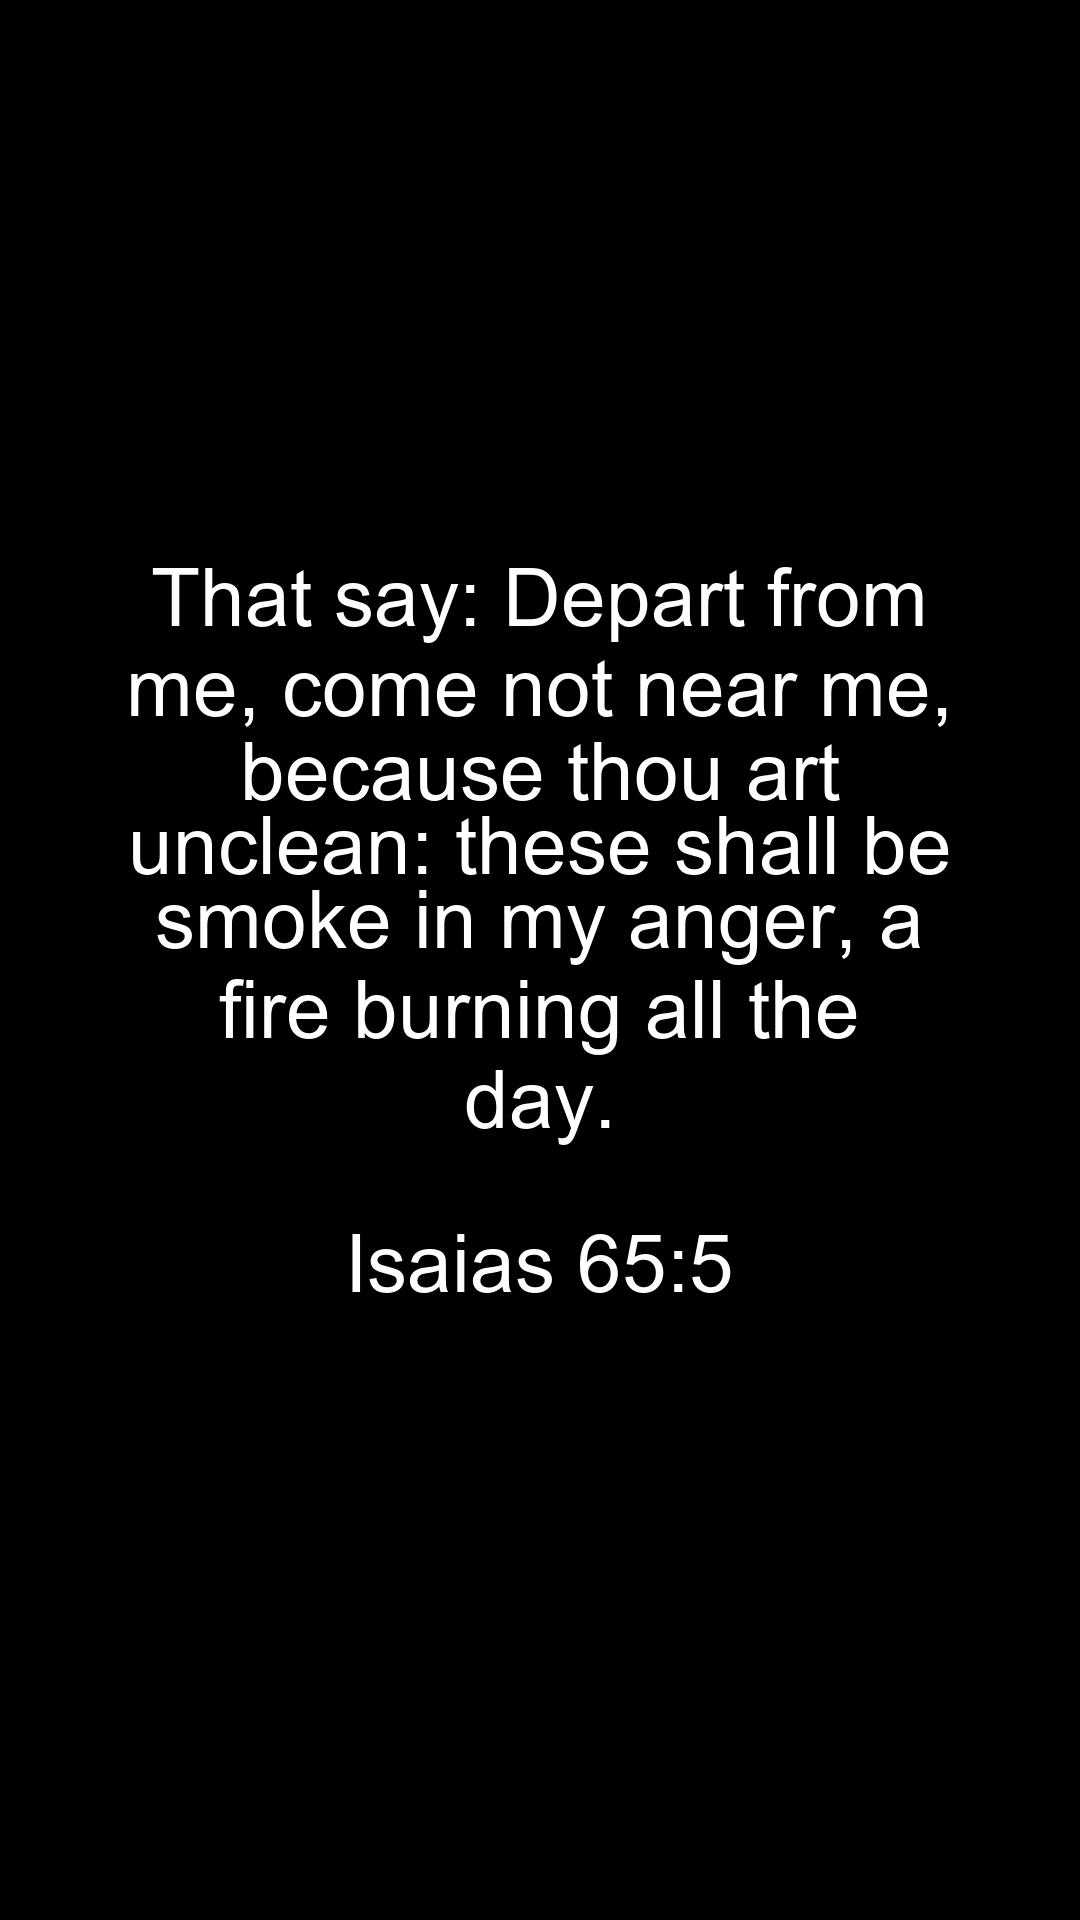 That say: Depart from
me, come not near me,
because thou art
unclean: these shall be
smoke in my anger, a
fire burning all the
day.
Isaias 65:5